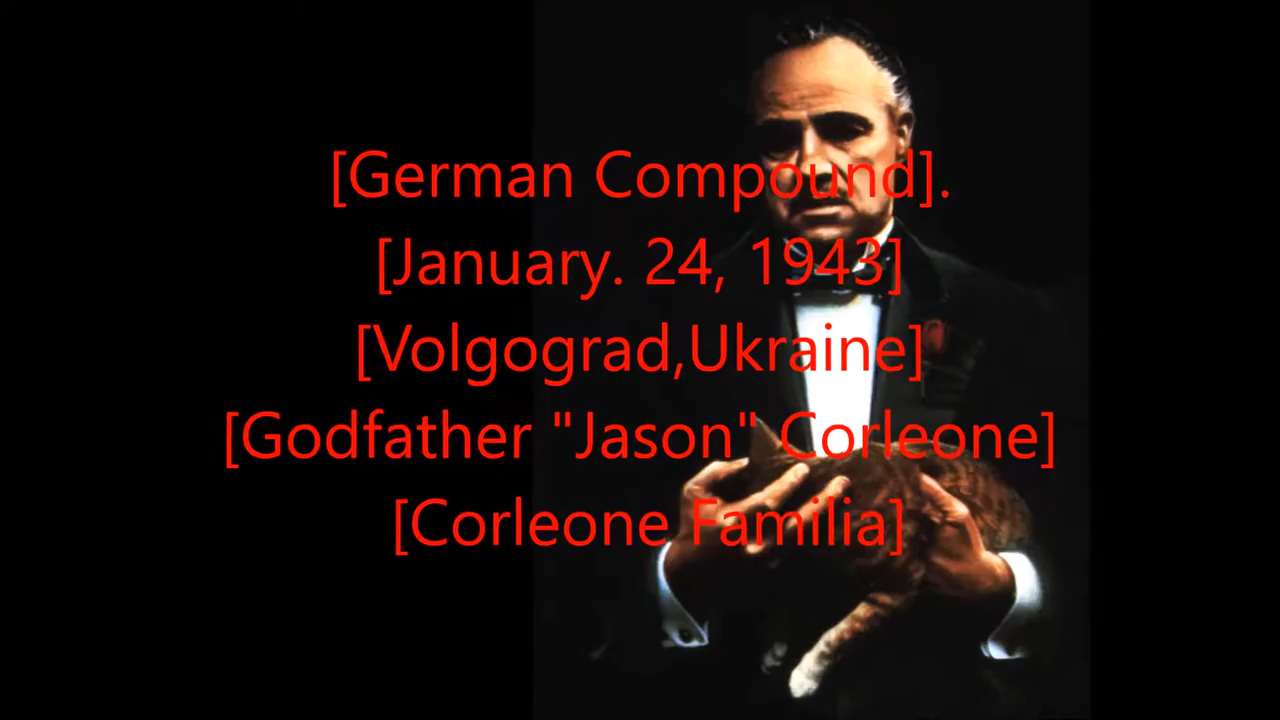 [German Compound].
[January. 24, 1943]
[Volgograd,Ukraine]
[Godfather "Jason" Corleone]
[Corleone Familia]